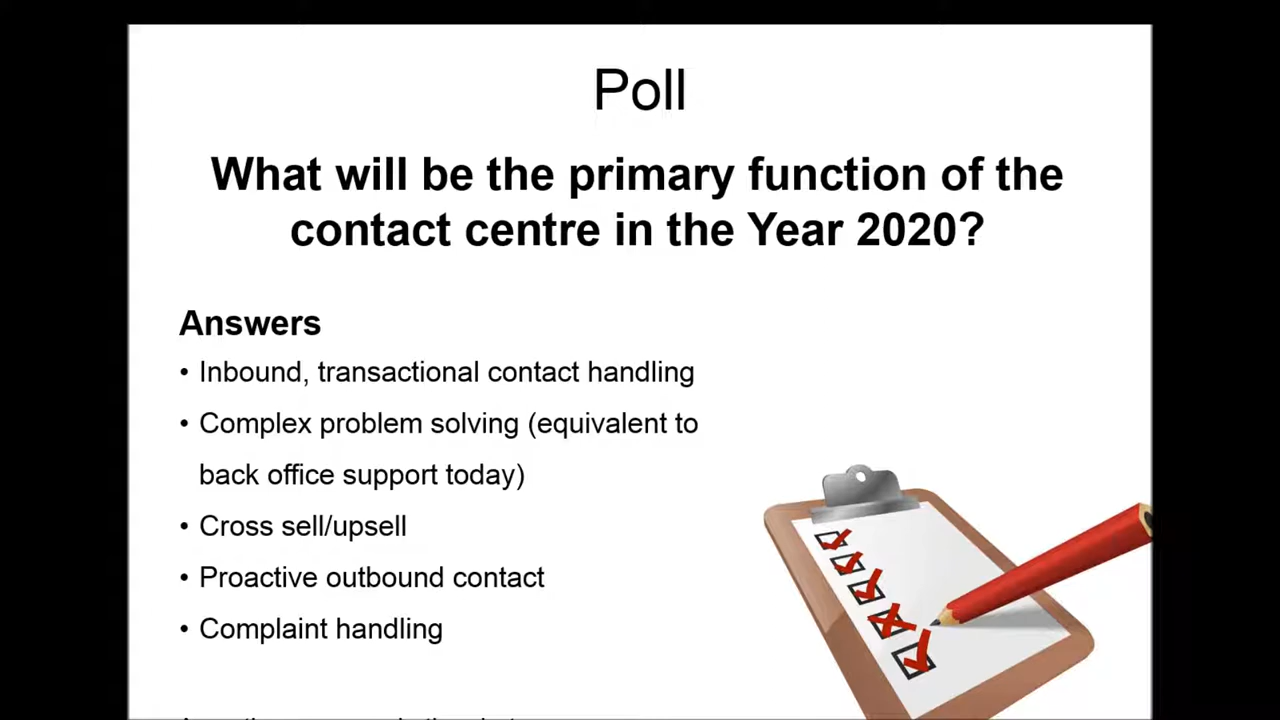 Poll
What will be the primary function of the
contact centre in the Year 2020?
Answers
• Inbound, transactional contact handling
• Complex problem solving (equivalent to
back office support today)
• Cross sell/upsell
• Proactive outbound contact
• Complaint handling